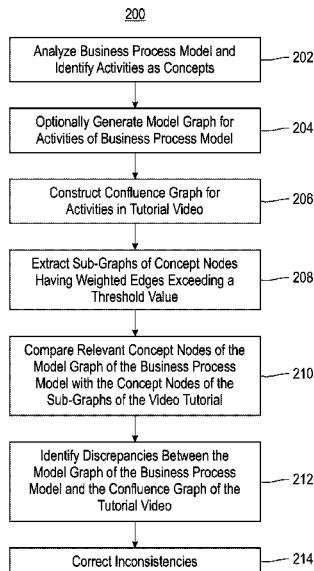 200
Analyze Business Process Model and
Identify Activities as Concepts
202
Optionally Generate Model Graph for
Activities of Business Process Model
204
Construct Confluence Graph for
Activities in Tutorial Video
206
Extract Sub-Graphs of Concept Nodes
Having Weighted Edges Exceeding a
Threshold Value
208
Compare Relevant Concept Nodes of the
Model Graph of the Business Process
Model with the Concept Nodes of the
Sub-Graphs of the Video Tutorial
210
Identify Discrepancies Between the
Model Graph of the Business Process
Model and the Confluence Graph of the
Tutorial Video
212
Correct Inconsistencies
214